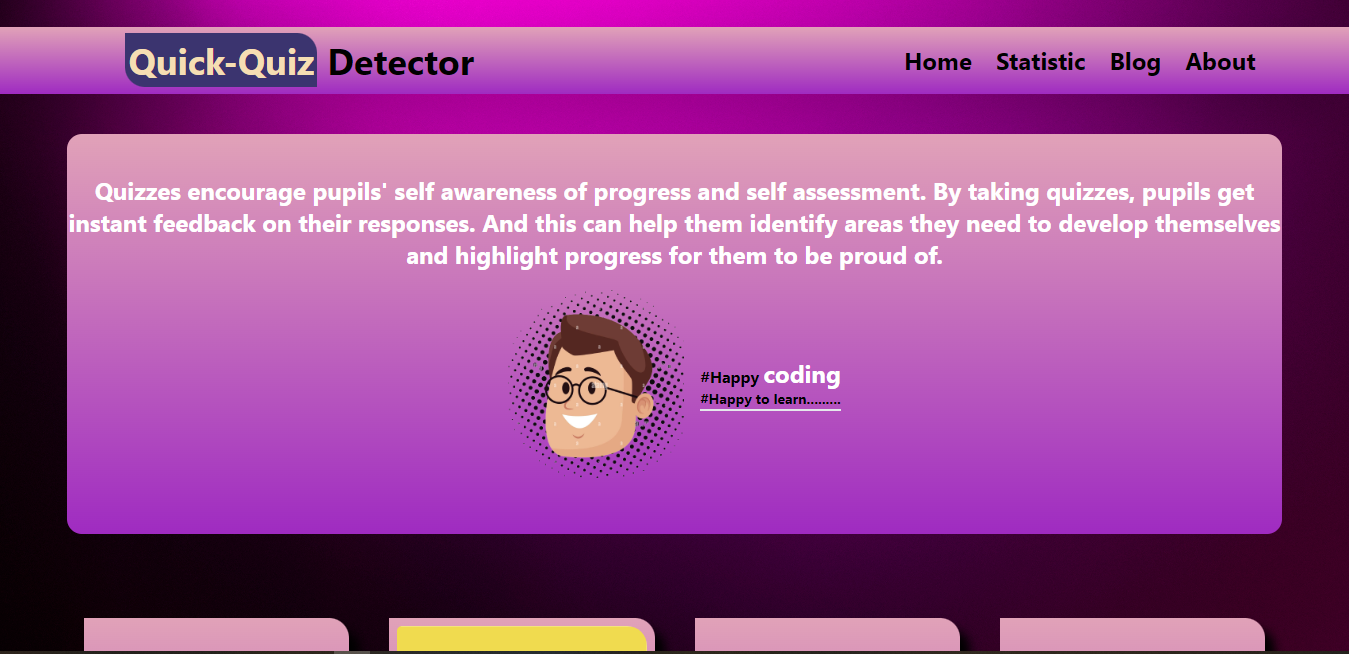 Quick-Quiz Detector
Home Statistic Blog About
Quizzes encourage pupils' self awareness of progress and self assessment. By taking quizzes, pupils get
instant feedback on their responses. And this can help them identify areas they need to develop themselves
and highlight progress for them to be proud of.
#Happy coding
#Happy to learn.........